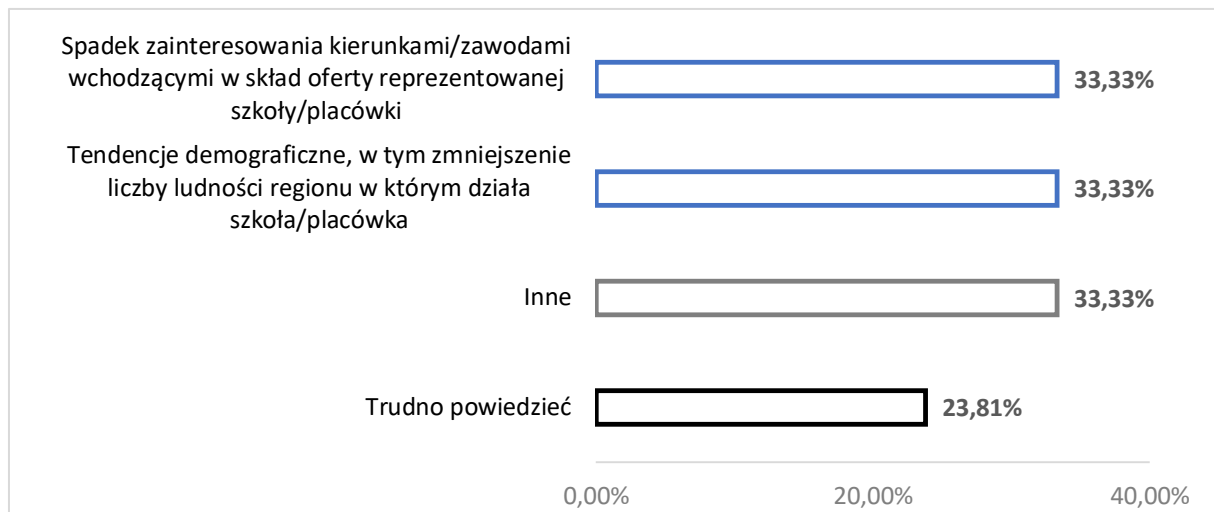 Spadek zainteresowania kierunkami/zawodami
wchodzącymi w skład oferty reprezentowanej
szkoły/placówki
33,33%
Tendencje demograficzne, w tym zmniejszenie
liczby ludności regionu w którym działa
szkoła/placówka
33,33%
Inne
33,33%
Trudno powiedzieć
23,81%
0,00%
20,00%
40,00%